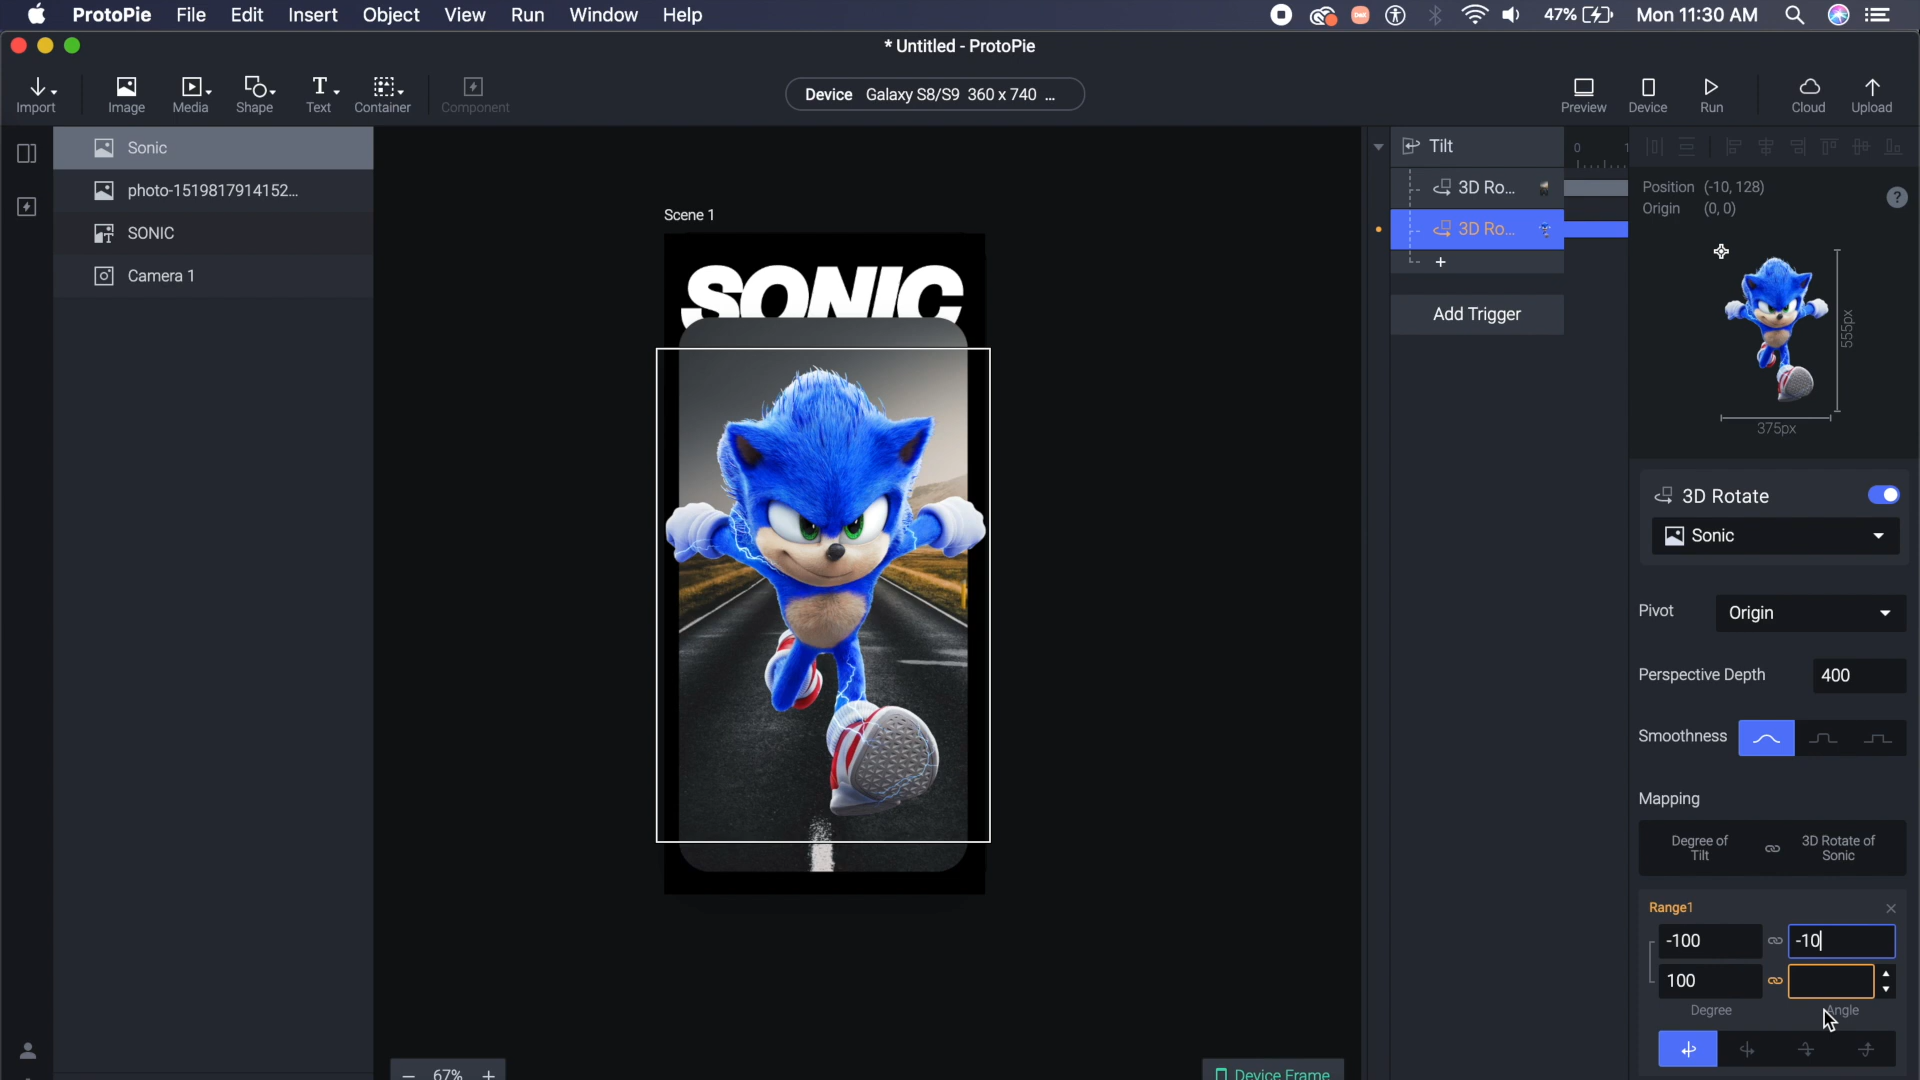 ProtoPie File Edit Insert Object View Run Window Help
47% Mon 11:30 AM
* Untitled - ProtoPie
Import Image Media Shape Text Container Component
Device Galaxy S8/S9 360 x 740 ...
Preview Device Run Cloud Upload
Sonic
photo-1519817914152...
SONIC
Camera 1
Scene 1
SONIC
67%
Device Frame
Tilt
0
3D Ro...
3D Ro...
+
Add Trigger
Position (-10, 128)
Origin (0, 0)
?
555px
375px
3D Rotate
Sonic
Pivot Origin
Perspective Depth 400
Smoothness
Mapping
Degree of Tilt
3D Rotate of Sonic
Range1
-100 -10
100
Degree Angle